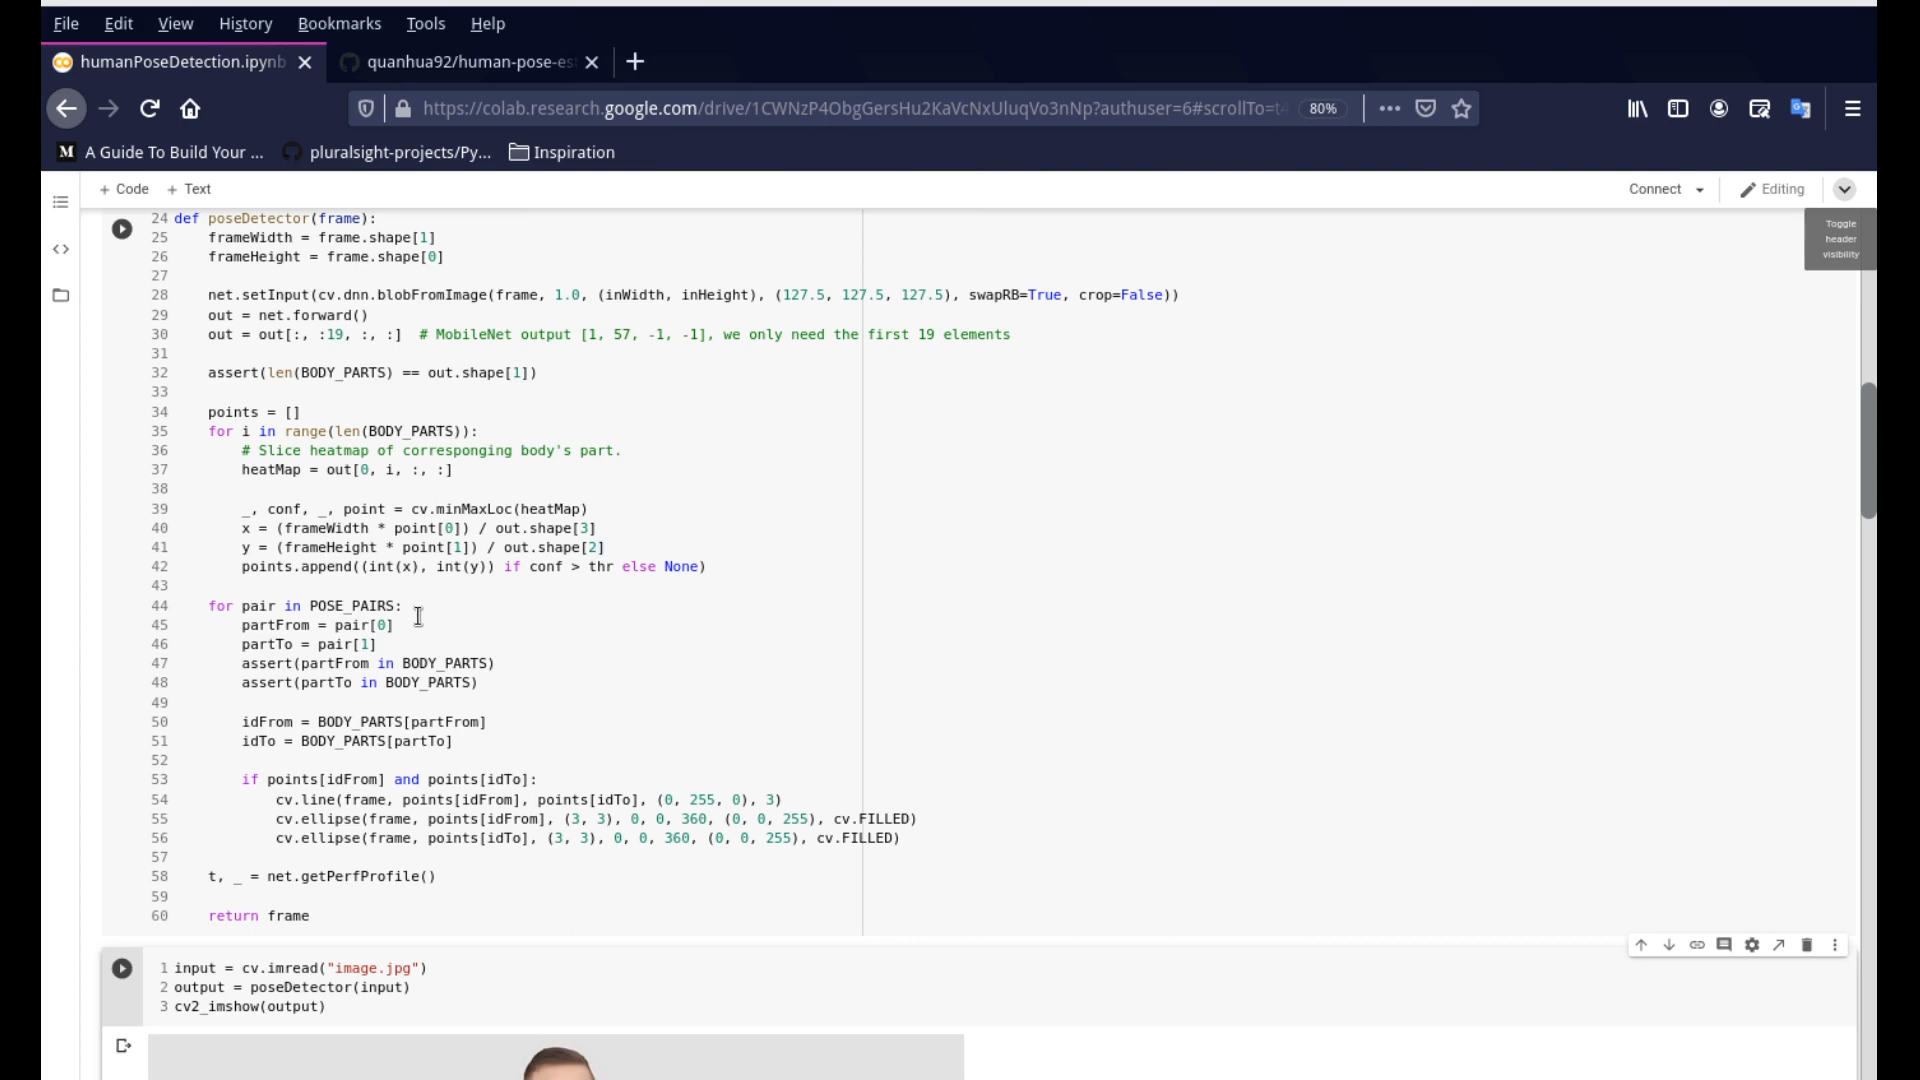 File Edit View History Bookmarks Tools Help
humanPoseDetection.ipynb quanhua92/human-pose-es
https://colab.research.google.com/drive/1CWNzP4ObgGersHu2KaVcNxUluqVo3nNp?authuser=6#scrollTo=t 80%
M A Guide To Build Your ... pluralsight-projects/Py... Inspiration
+ Code + Text Connect Editing
Toggle
header
visibility
24 def poseDetector(frame):
25 frameWidth = frame.shape[1]
26 frameHeight = frame.shape[0]
27
28 net.setInput(cv.dnn.blobFromImage(frame, 1.0, (inWidth, inHeight), (127.5, 127.5, 127.5), swapRB=True, crop=False))
29 out = net.forward()
30 out = out[:, :19, :, :] # MobileNet output [1, 57, -1, -1], we only need the first 19 elements
31
32 assert(len(BODY_PARTS) == out.shape[1])
33
34 points = []
35 for i in range(len(BODY_PARTS)):
36 # Slice heatmap of corresponging body's part.
37 heatMap = out[0, i, :, :]
38
39 _, conf, _, point = cv.minMaxLoc(heatMap)
40 x = (frameWidth * point[0]) / out.shape[3]
41 y = (frameHeight * point[1]) / out.shape[2]
42 points.append((int(x), int(y)) if conf > thr else None)
43
44 for pair in POSE_PAIRS:
45 partFrom = pair[0]
46 partTo = pair[1]
47 assert(partFrom in BODY_PARTS)
48 assert(partTo in BODY_PARTS)
49
50 idFrom = BODY_PARTS[partFrom]
51 idTo = BODY_PARTS[partTo]
52
53 if points[idFrom] and points[idTo]:
54 cv.line(frame, points[idFrom], points[idTo], (0, 255, 0), 3)
55 cv.ellipse(frame, points[idFrom], (3, 3), 0, 0, 360, (0, 0, 255), cv.FILLED)
56 cv.ellipse(frame, points[idTo], (3, 3), 0, 0, 360, (0, 0, 255), cv.FILLED)
57
58 t, _ = net.getPerfProfile()
59
60 return frame
1 input = cv.imread("image.jpg")
2 output = poseDetector(input)
3 cv2_imshow(output)